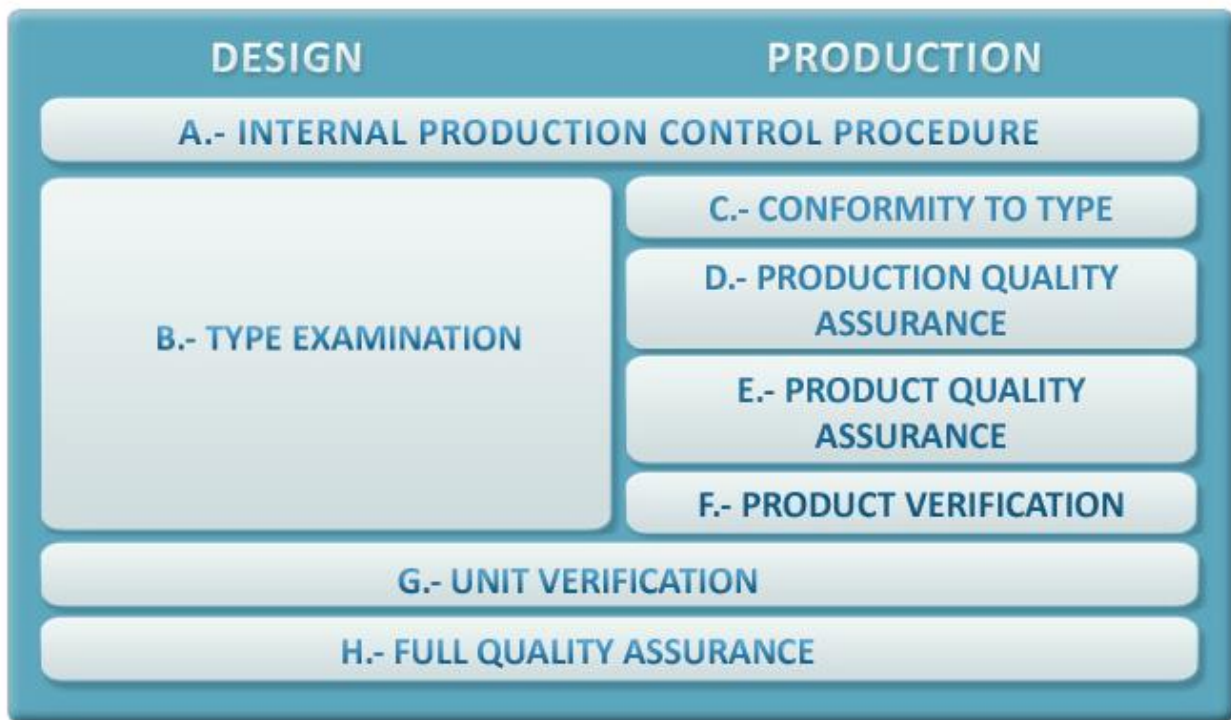 DESIGN
PRODUCTION
A.- INTERNAL PRODUCTION CONTROL PROCEDURE
B.- TYPE EXAMINATION
C.- CONFORMITY TO TYPE
D.- PRODUCTION QUALITY
ASSURANCE
E.- PRODUCT QUALITY
ASSURANCE
F.- PRODUCT VERIFICATION
G.- UNIT VERIFICATION
H.- FULL QUALITY ASSURANCE